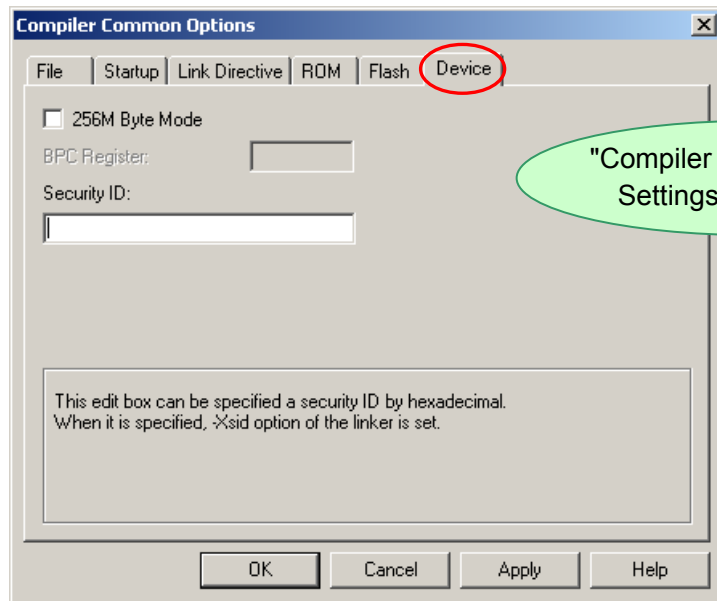 Compiler Common Options
File Startup Link Directive ROM Flash Device
256M Byte Mode
BPC Register:
Security ID:
"Compiler
Settings
This edit box can be specified a security ID by hexadecimal.
When it is specified, -Xsid option of the linker is set.
OK Cancel Apply Help